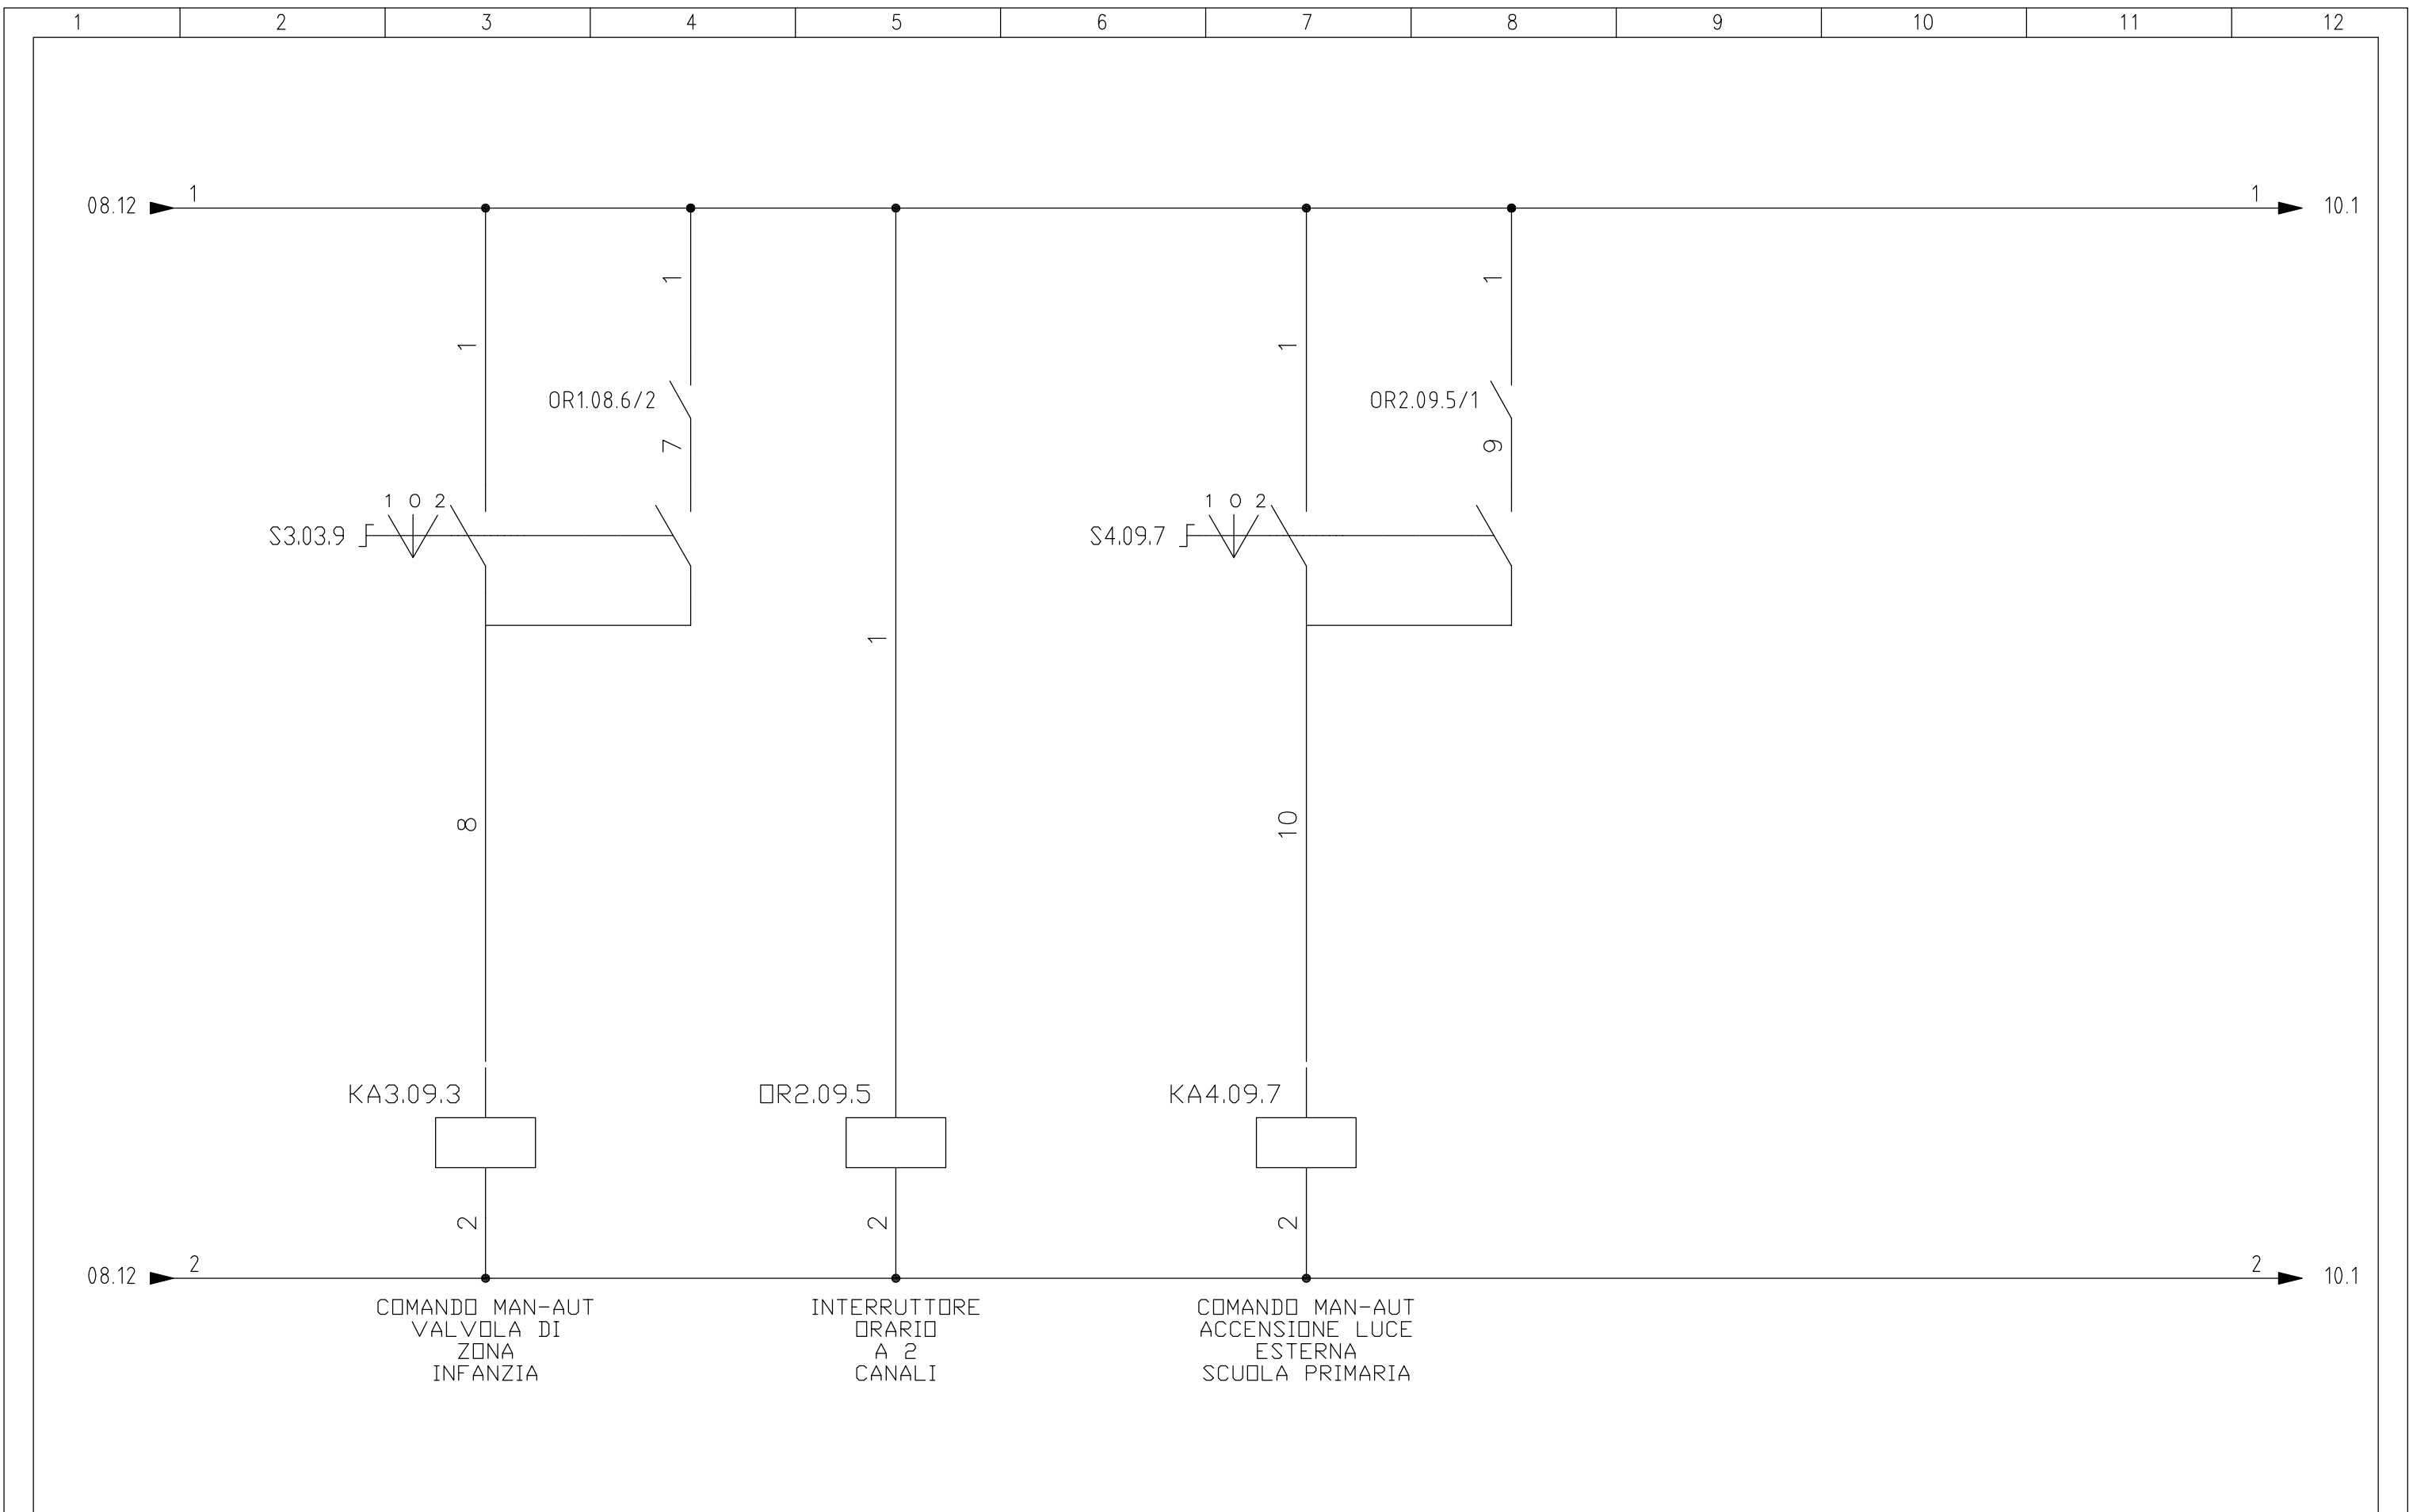 1 2 3 4 5 6 7 8 9 10 11 12
08.12 1 1 10.1
1 1
1 1
OR1.08.6/2 OR2.09.5/1
7 9
1 0 2 1 0 2
S3.03.9 S4.09.7
1
8 10
KA3.09.3 OR2.09.5 KA4.09.7
2 2 2
08.12 2 2 10.1
COMANDO MAN-AUT
VALVOLA DI
ZONA
INFANZIA
INTERRUTTORE
ORARIO
A 2
CANALI
COMANDO MAN-AUT
ACCENSIONE LUCE
ESTERNA
SCUOLA PRIMARIA